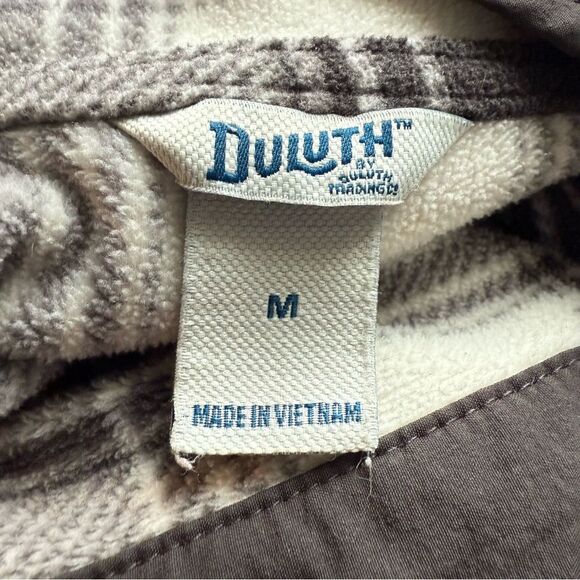 DULUTH™
BY
DULUTH
TRADING Cº
M
MADE IN VIETNAM